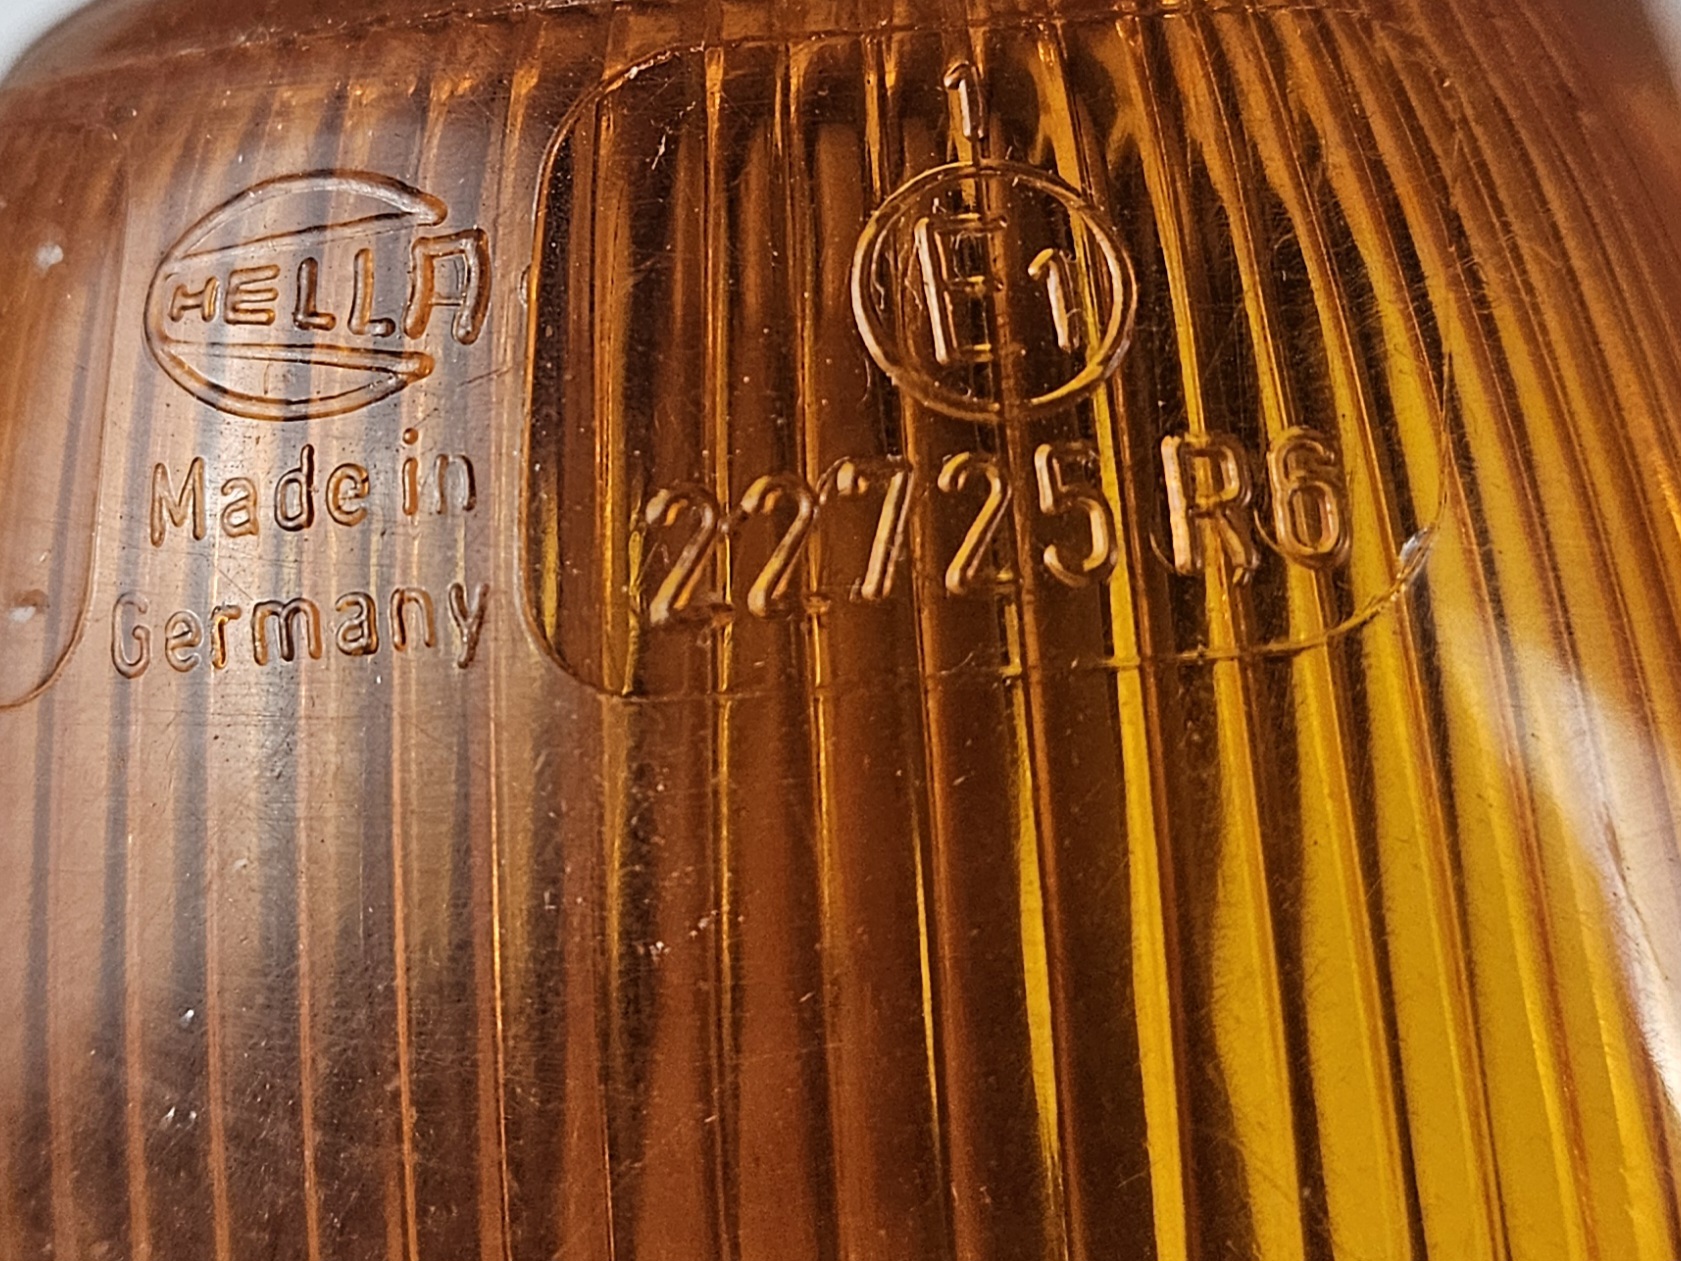 HELLA
Made in
Germany
1
E1
22725 R6